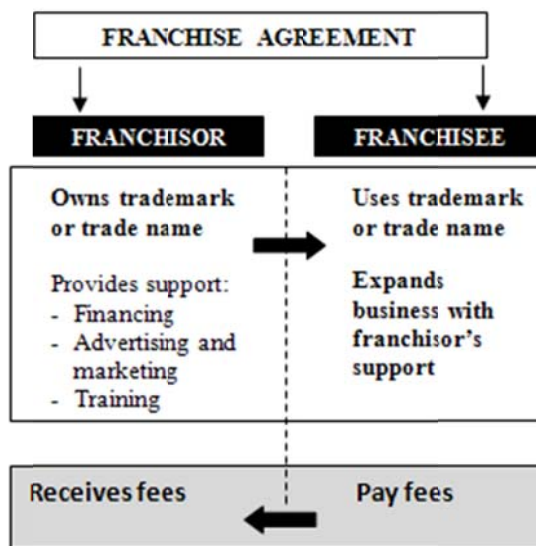 FRANCHISE AGREEMENT
FRANCHISOR
FRANCHISEE
Owns trademark
or trade name
Provides support:
- Financing
- Advertising and
marketing
- Training
Uses trademark
or trade name
Expands
business with
franchisor's
support
Receives fees
Pay fees